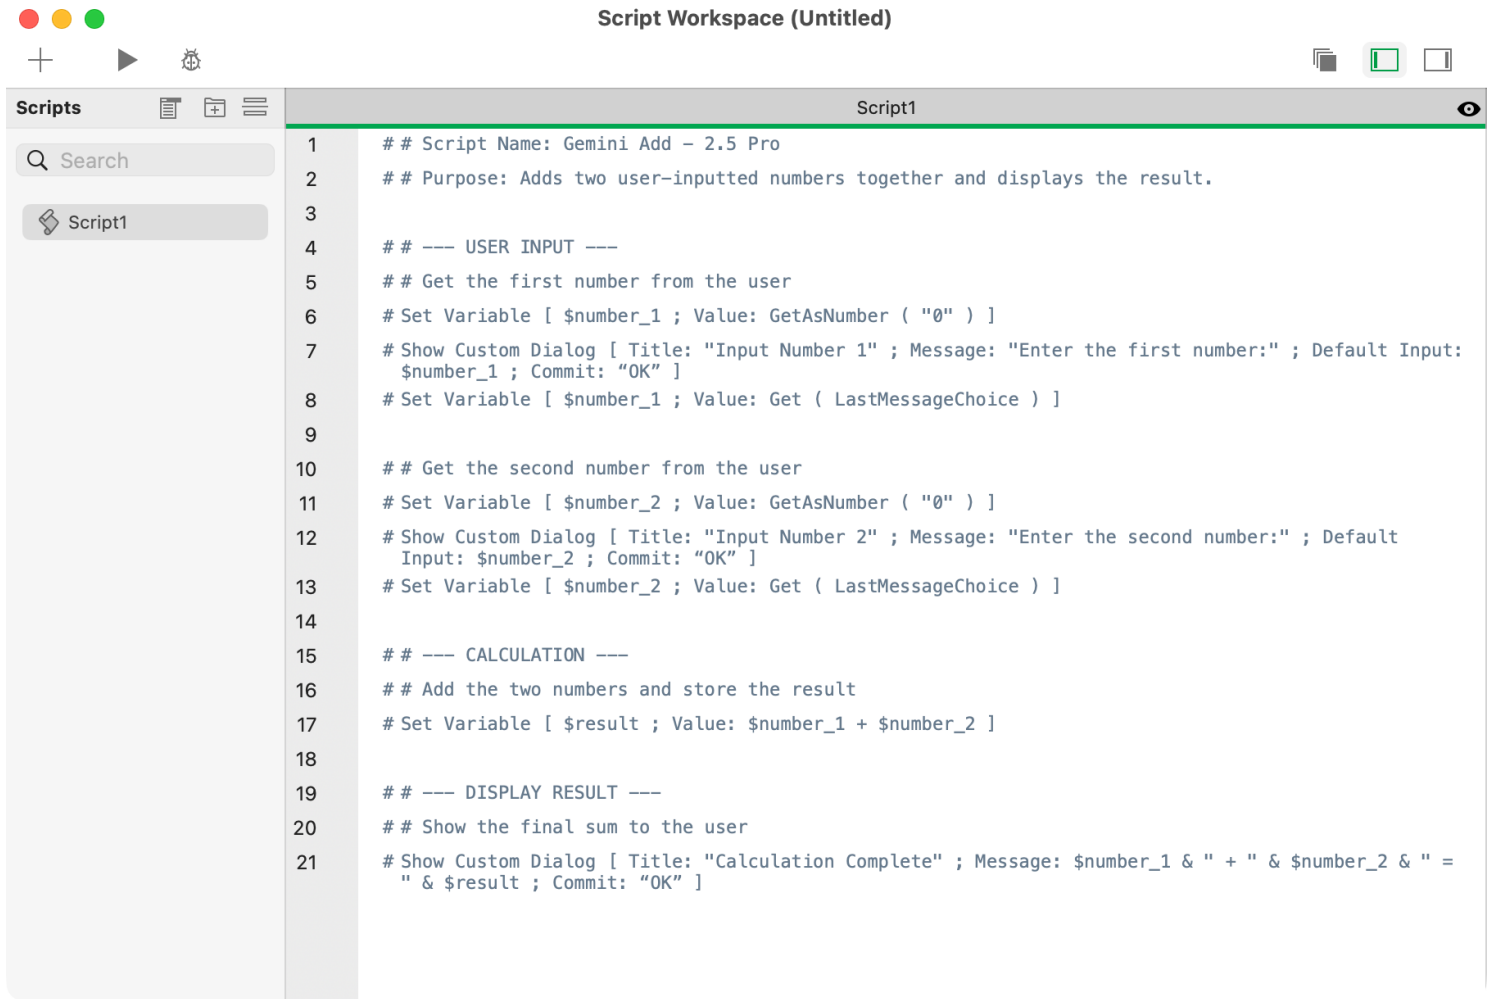 Script Workspace (Untitled)
Scripts
Script1
Search
Script1
1 # # Script Name: Gemini Add – 2.5 Pro
2 # # Purpose: Adds two user-inputted numbers together and displays the result.
3
4 # # --- USER INPUT ---
5 # # Get the first number from the user
6 # Set Variable [ $number_1 ; Value: GetAsNumber ( "0" ) ]
7 # Show Custom Dialog [ Title: "Input Number 1" ; Message: "Enter the first number:" ; Default Input:
$number_1 ; Commit: “OK” ]
8 # Set Variable [ $number_1 ; Value: Get ( LastMessageChoice ) ]
9
10 # # Get the second number from the user
11 # Set Variable [ $number_2 ; Value: GetAsNumber ( "0" ) ]
12 # Show Custom Dialog [ Title: "Input Number 2" ; Message: "Enter the second number:" ; Default
Input: $number_2 ; Commit: “OK” ]
13 # Set Variable [ $number_2 ; Value: Get ( LastMessageChoice ) ]
14
15 # # --- CALCULATION ---
16 # # Add the two numbers and store the result
17 # Set Variable [ $result ; Value: $number_1 + $number_2 ]
18
19 # # --- DISPLAY RESULT ---
20 # # Show the final sum to the user
21 # Show Custom Dialog [ Title: "Calculation Complete" ; Message: $number_1 & " + " & $number_2 & " =
" & $result ; Commit: “OK” ]